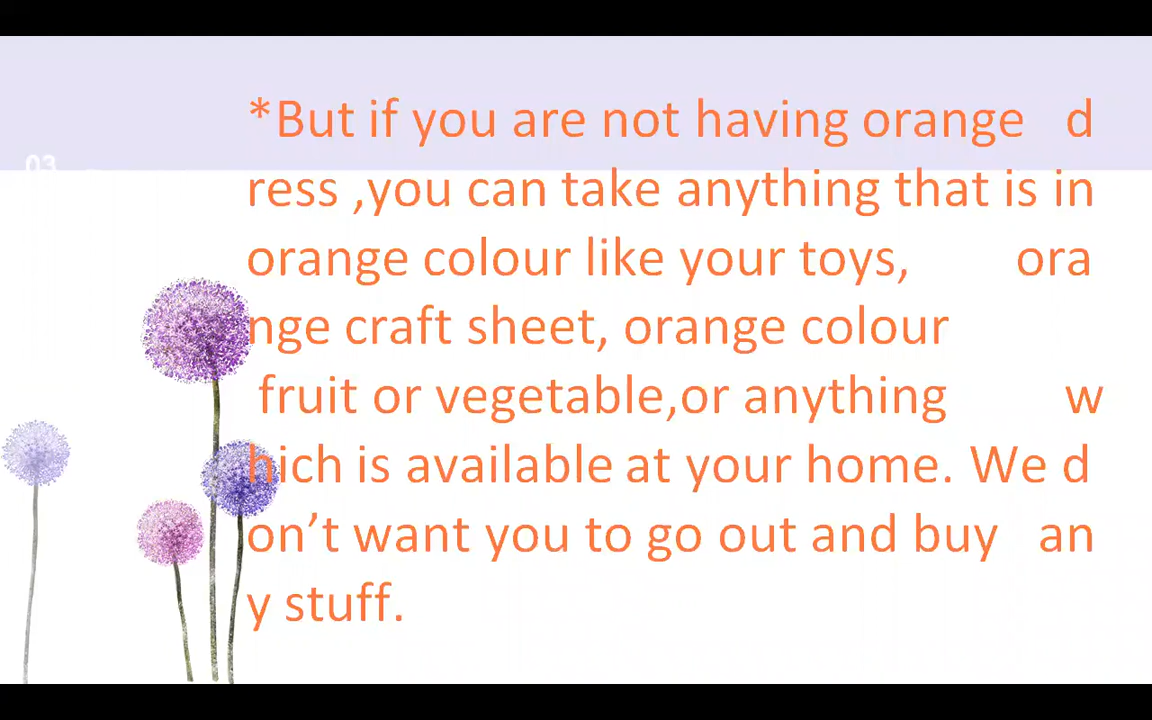 *But if you are not having orange d
ress ,you can take anything that is in
03
orange colour like your toys, ora
nge craft sheet, orange colour
fruit or vegetable,or anything w
hich is available at your home. We d
on’t want you to go out and buy an
y stuff.